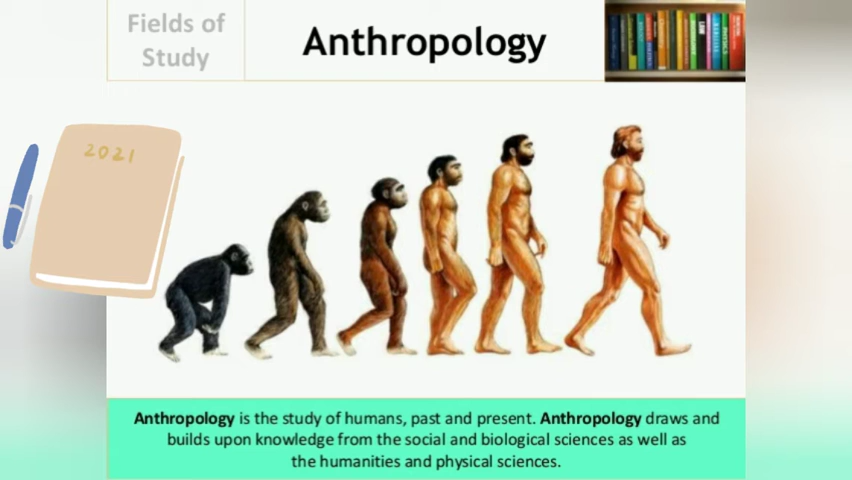 Fields of
Study
Anthropology
2021
Anthropology is the study of humans, past and present. Anthropology draws and
builds upon knowledge from the social and biological sciences as well as
the humanities and physical sciences.